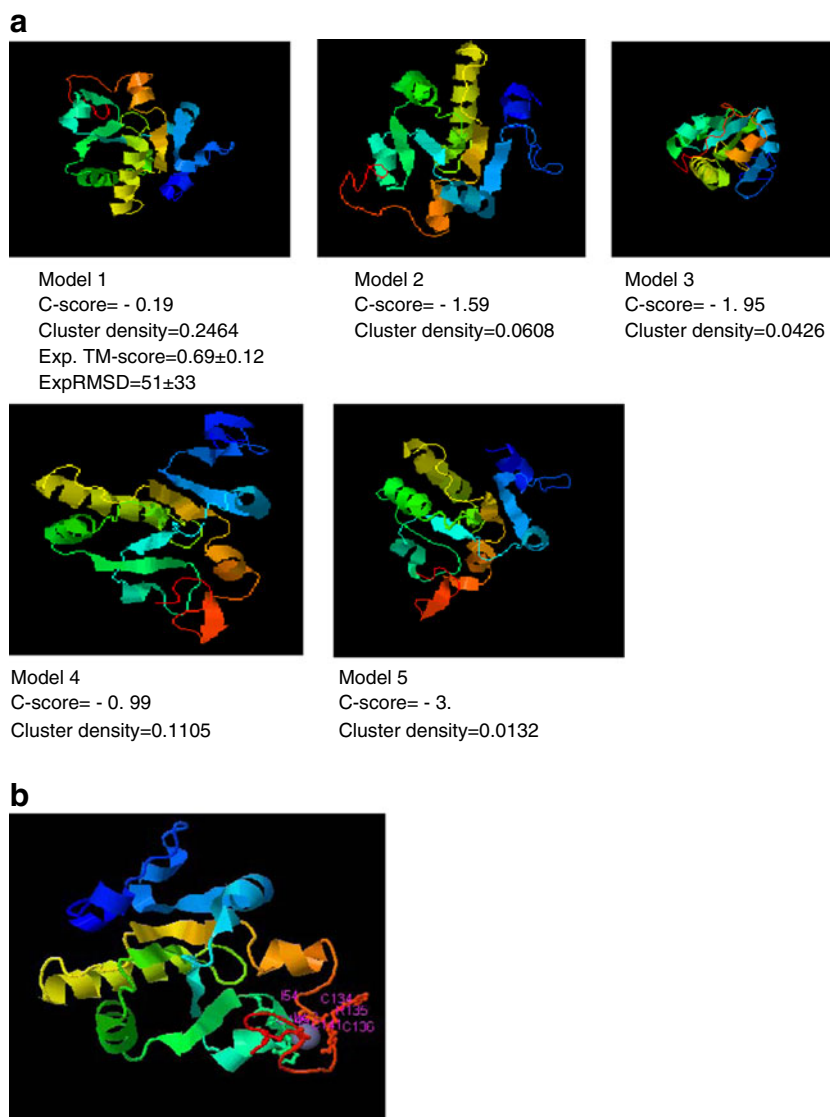 a
Model 1
C-score= - 0.19
Cluster density=0.2464
Exp. TM-score=0.69±0.12
ExpRMSD=51±33
Model 2
C-score= - 1.59
Cluster density=0.0608
Model 3
C-score= - 1. 95
Cluster density=0.0426
Model 4
C-score= - 0. 99
Cluster density=0.1105
Model 5
C-score= - 3.
Cluster density=0.0132
b
I54
C134
R135
C136